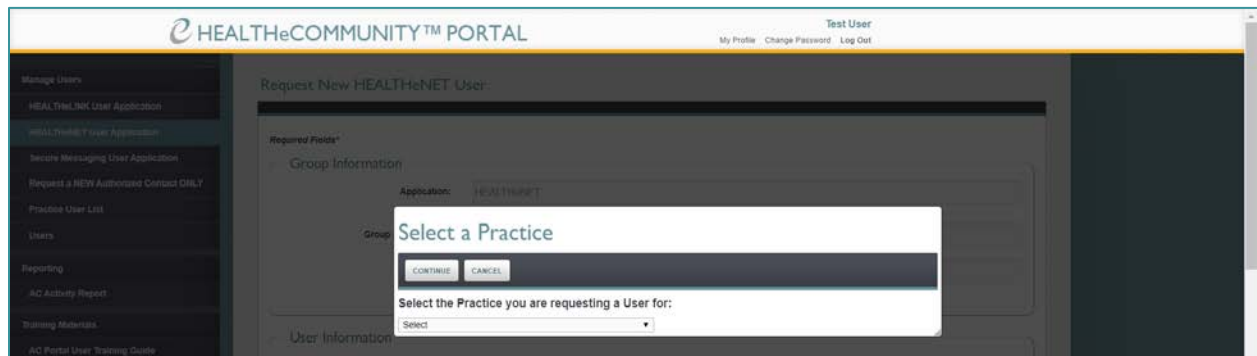 HEALTHeCOMMUNITY™ PORTAL
Test User
My Profile Change Password Log Out
Manage Users
HEALTHeLINK User Application
HEALTHeNET User Application
Secure Messaging User Application
Request a NEW Authorized Contact ONLY
Practice User List
Users
Reporting
AC Activity Report
Training Materials
AC Portal User Training Guide
Request New HEALTHeNET User
Required Fields*
Group Information
Application: HEALTHeNET
Group
Select a Practice
CONTINUE CANCEL
Select the Practice you are requesting a User for:
Select
User Information